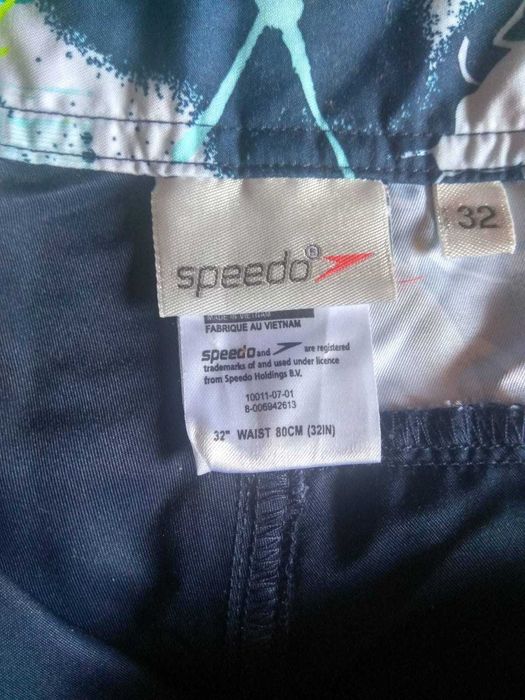 speedo®
32
MADE IN VIETNAM
FABRIQUE AU VIETNAM
speedo and are registered
trademarks of and used under licence
from Speedo Holdings B.V.
10011-07-01
8-006942613
32" WAIST 80CM (32IN)